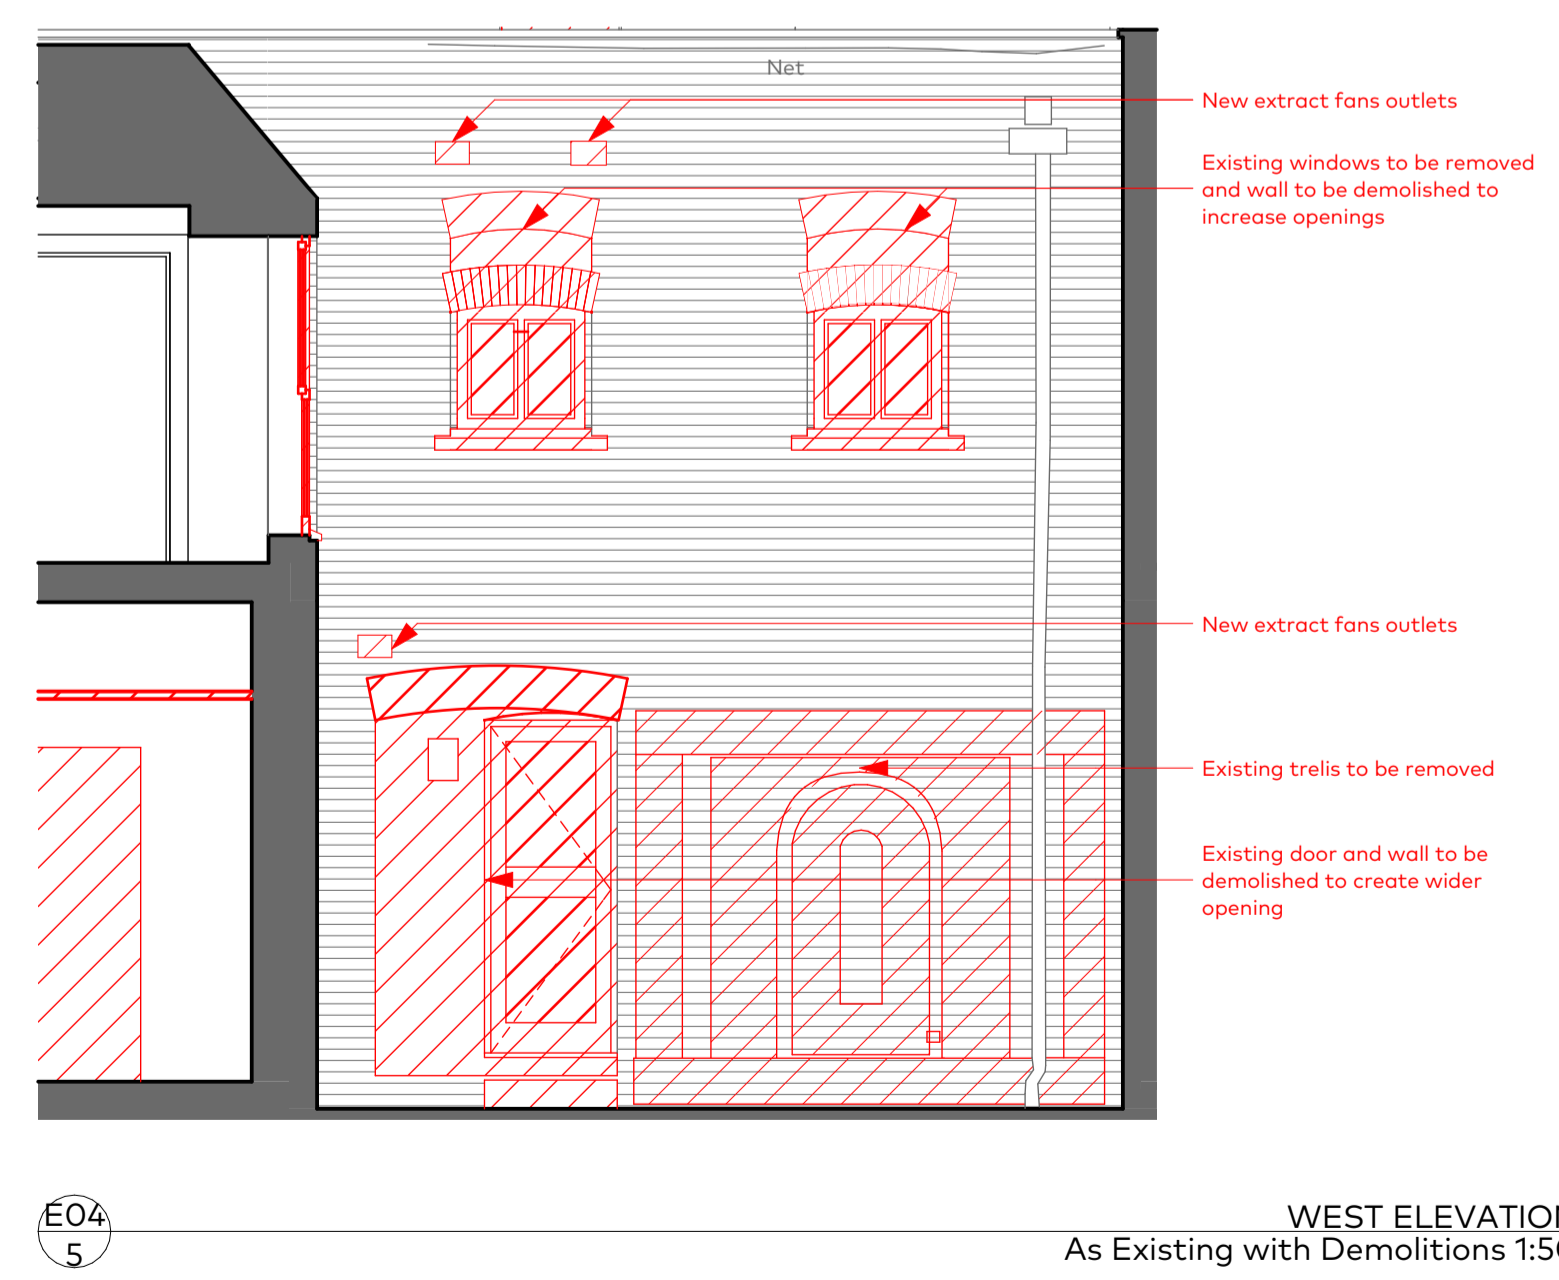 Net
New extract fans outlets
Existing windows to be removed
and wall to be demolished to
increase openings
New extract fans outlets
Existing trelis to be removed
Existing door and wall to be
demolished to create wider
opening
E04
5
WEST ELEVATION
As Existing with Demolitions 1:50